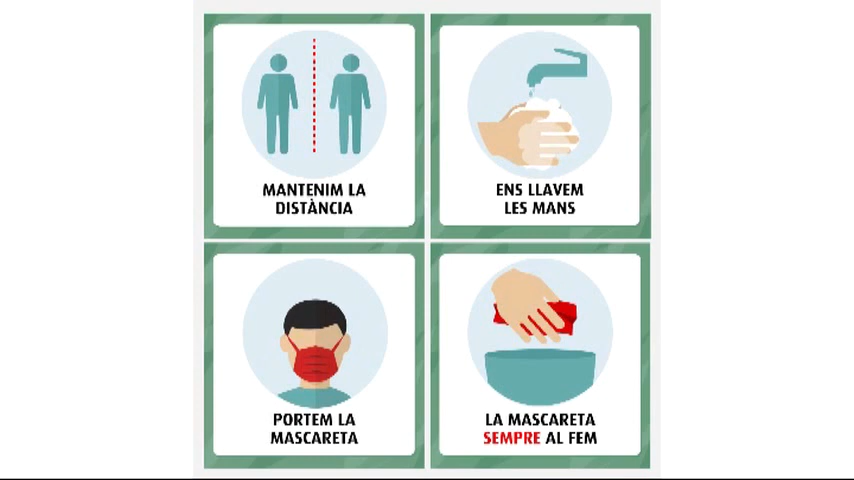 MANTENIM LA
DISTÀNCIA
ENS LLAVEM
LES MANS
PORTEM LA
MASCARETA
LA MASCARETA
SEMPRE AL FEM